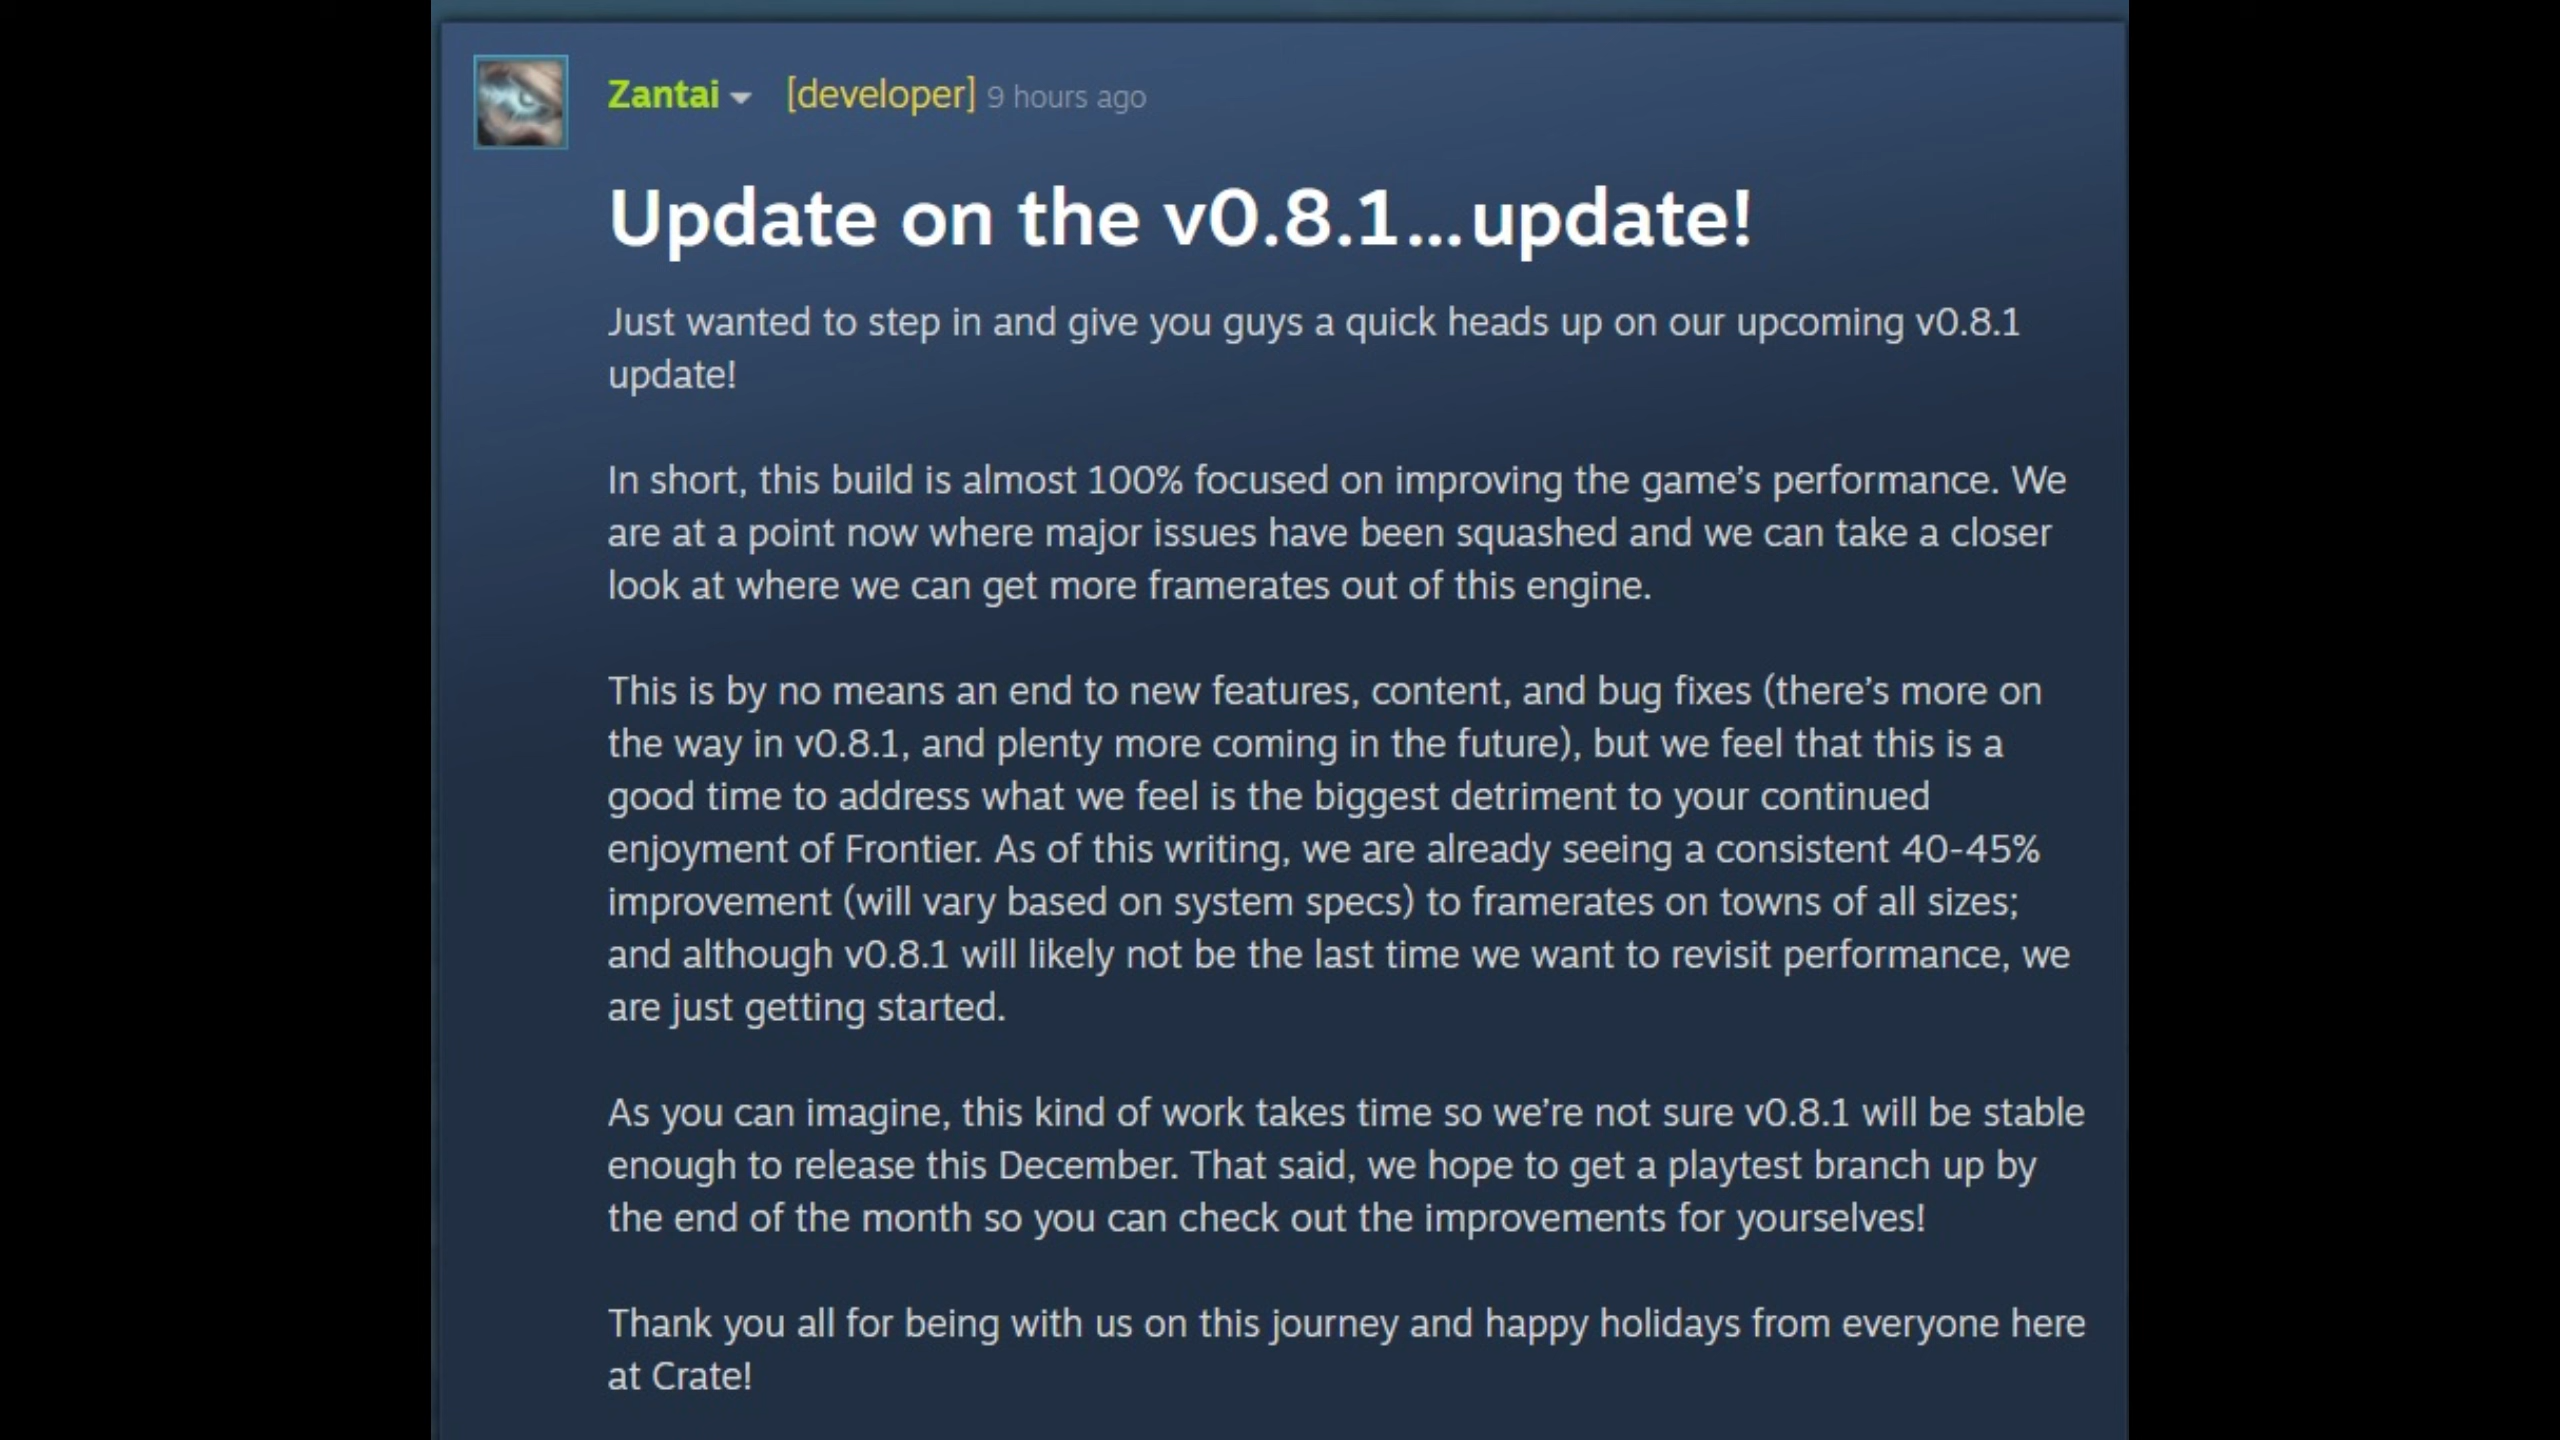 Zantai [developer] 9 hours ago
Update on the v0.8.1...update!
Just wanted to step in and give you guys a quick heads up on our upcoming v0.8.1
update!
In short, this build is almost 100% focused on improving the game’s performance. We
are at a point now where major issues have been squashed and we can take a closer
look at where we can get more framerates out of this engine.
This is by no means an end to new features, content, and bug fixes (there’s more on
the way in v0.8.1, and plenty more coming in the future), but we feel that this is a
good time to address what we feel is the biggest detriment to your continued
enjoyment of Frontier. As of this writing, we are already seeing a consistent 40-45%
improvement (will vary based on system specs) to framerates on towns of all sizes;
and although v0.8.1 will likely not be the last time we want to revisit performance, we
are just getting started.
As you can imagine, this kind of work takes time so we’re not sure v0.8.1 will be stable
enough to release this December. That said, we hope to get a playtest branch up by
the end of the month so you can check out the improvements for yourselves!
Thank you all for being with us on this journey and happy holidays from everyone here
at Crate!